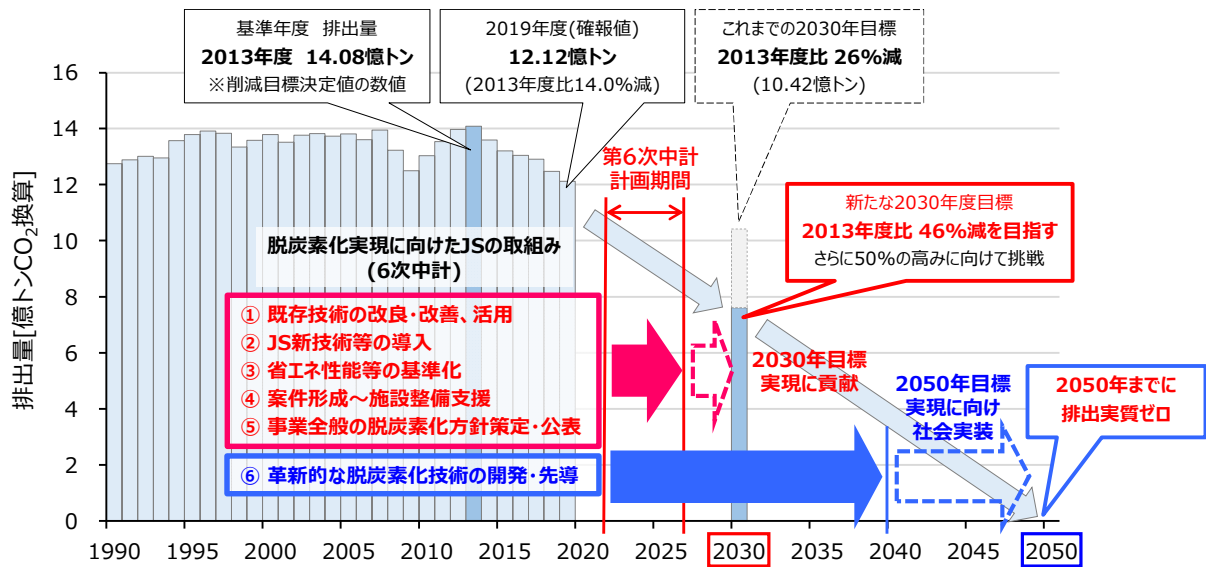 基準年度 排出量
2013年度 14.08億トン
※削減目標決定値の数値
2019年度(確報値)
12.12億トン
(2013年度比14.0%減)
これまでの2030年目標
2013年度比 26%減
(10.42億トン)
第6次中計
計画期間
新たな2030年度目標
2013年度比 46%減を目指す
さらに50%の高みに向けて挑戦
脱炭素化実現に向けたJSの取組み
(6次中計)
① 既存技術の改良・改善、活用
② JS新技術等の導入
③ 省エネ性能等の基準化
④ 案件形成～施設整備支援
⑤ 事業全般の脱炭素化方針策定・公表
⑥ 革新的な脱炭素化技術の開発・先導
2030年目標
実現に貢献
2050年目標
実現に向け
社会実装
2050年までに
排出実質ゼロ
排出量[億トンCO2換算]
16
14
12
10
8
6
4
2
0
1990
1995
2000
2005
2010
2015
2020
2025
2030
2035
2040
2045
2050